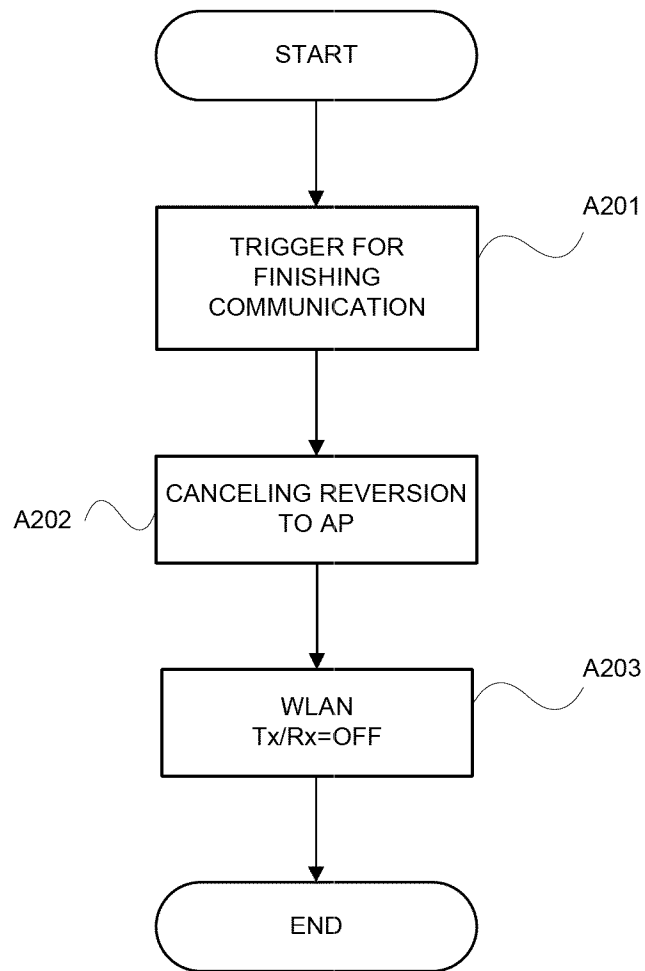 START
A201
TRIGGER FOR
FINISHING
COMMUNICATION
CANCELING REVERSION
TO AP
A202
A203
WLAN
Tx/Rx=OFF
END